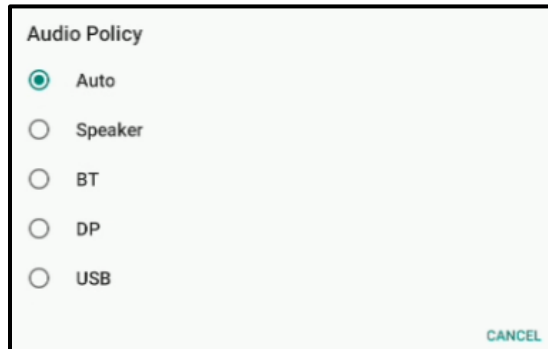 Audio Policy
Auto
Speaker
BT
DP
USB
CANCEL